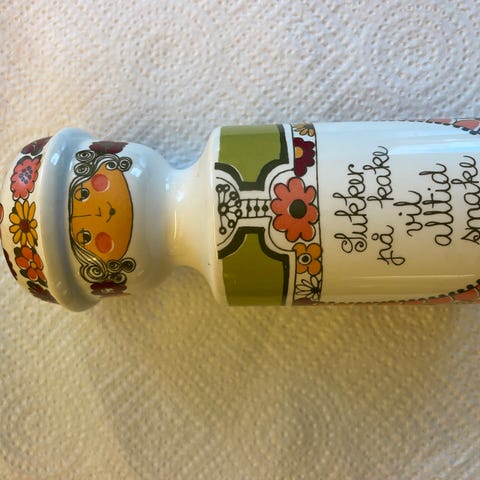 Sukker
på kake
vil
alltid
smake